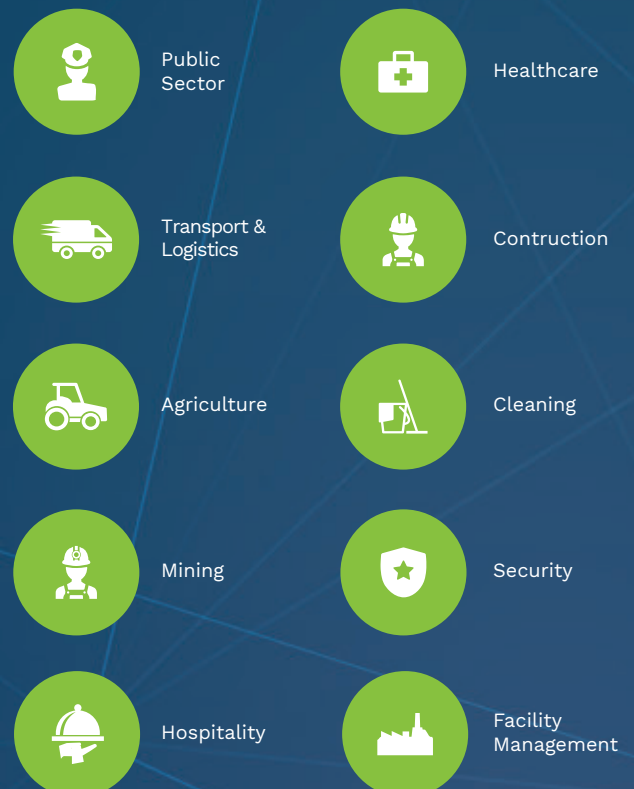 Public
Sector
Healthcare
Transport &
Logistics
Contruction
Agriculture
Cleaning
Mining
Security
Hospitality
Facility
Management